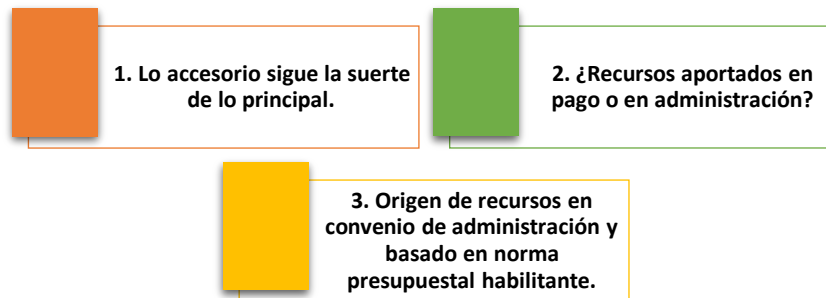 1. Lo accesorio sigue la suerte
de lo principal.
2. ¿Recursos aportados en
pago o en administración?
3. Origen de recursos en
convenio de administración y
basado en norma
presupuestal habilitante.